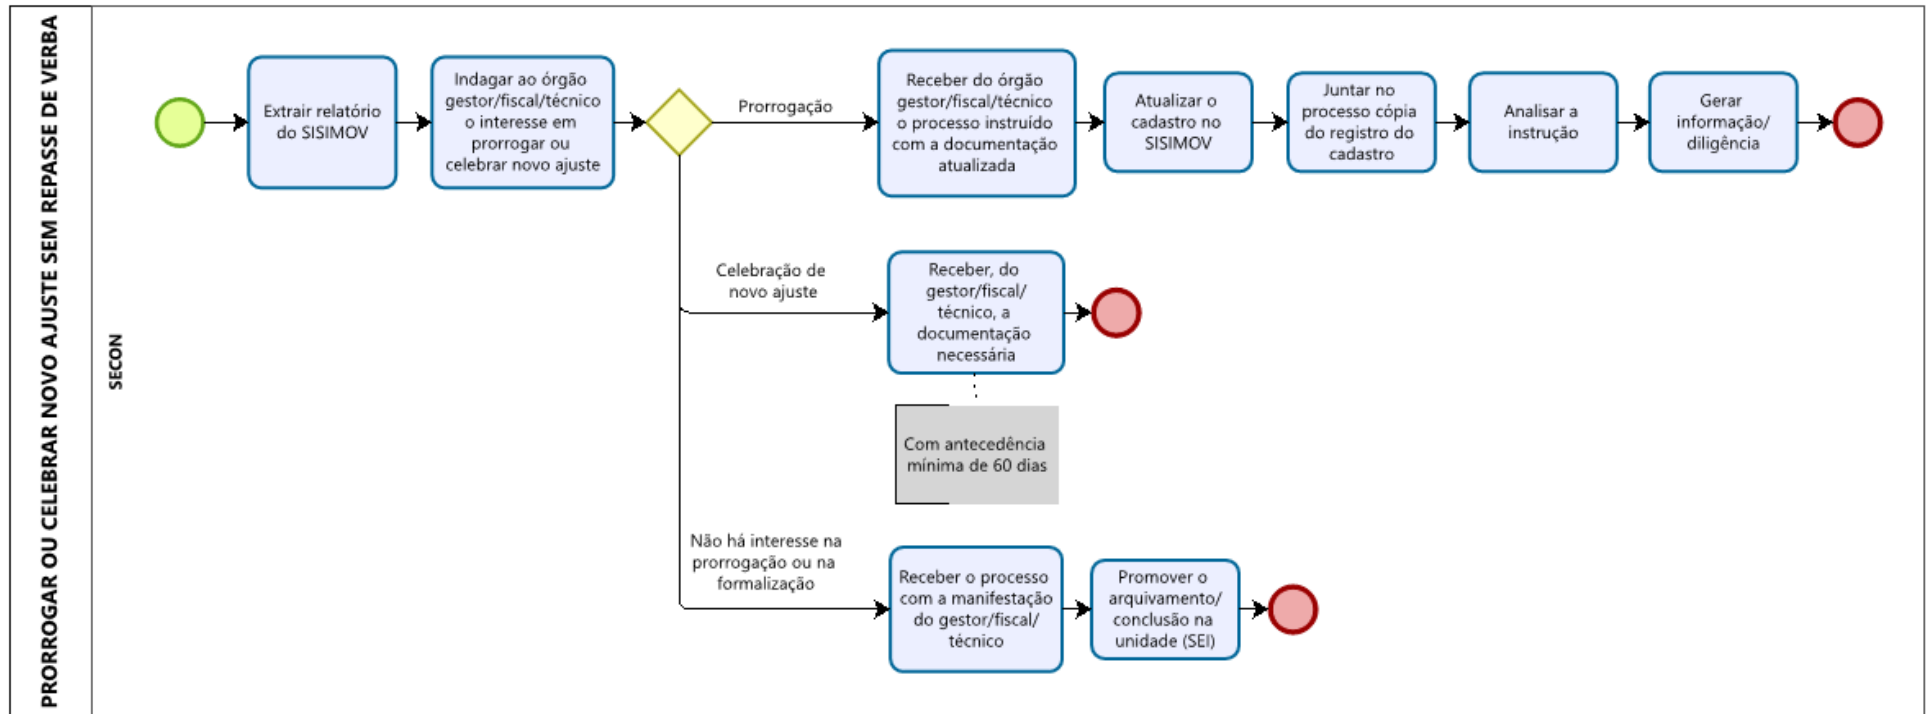 PRORROGAR OU CELEBRAR NOVO AJUSTE SEM REPASSE DE VERBA
SECON
Extrair relatório
do SISIMOV
Indagar ao órgão
gestor/fiscal/técnico
o interesse em
prorrogar ou
celebrar novo ajuste
Prorrogação
Receber do órgão
gestor/fiscal/técnico
o processo instruído
com a documentação
atualizada
Atualizar o
cadastro no
SISIMOV
Juntar no
processo cópia
do registro do
cadastro
Analisar a
instrução
Gerar
informação/
diligência
Celebração de
novo ajuste
Receber, do
gestor/fiscal/
técnico, a
documentação
necessária
Com antecedência
mínima de 60 dias
Não há interesse na
prorrogação ou na
formalização
Receber o processo
com a manifestação
do gestor/fiscal/
técnico
Promover o
arquivamento/
conclusão na
unidade (SEI)